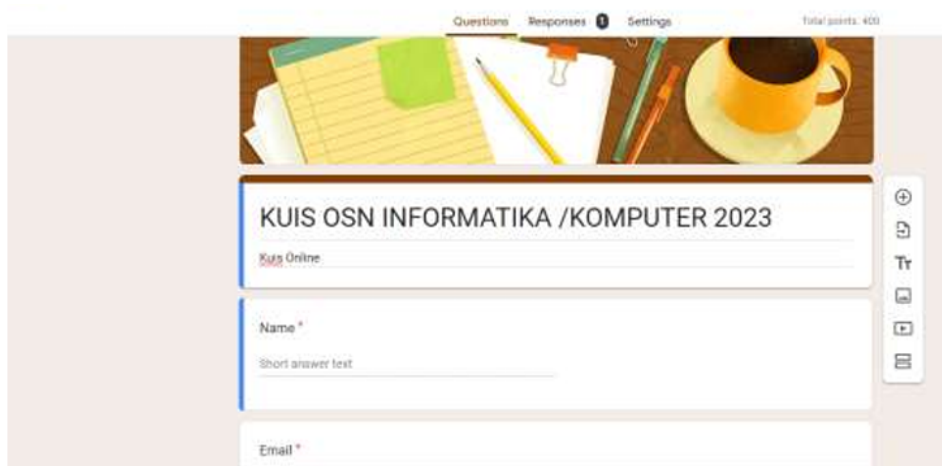 Questions Responses 1 Settings Total points: 400
KUIS OSN INFORMATIKA /KOMPUTER 2023
Kuis Online
Name *
Short answer text
Email *